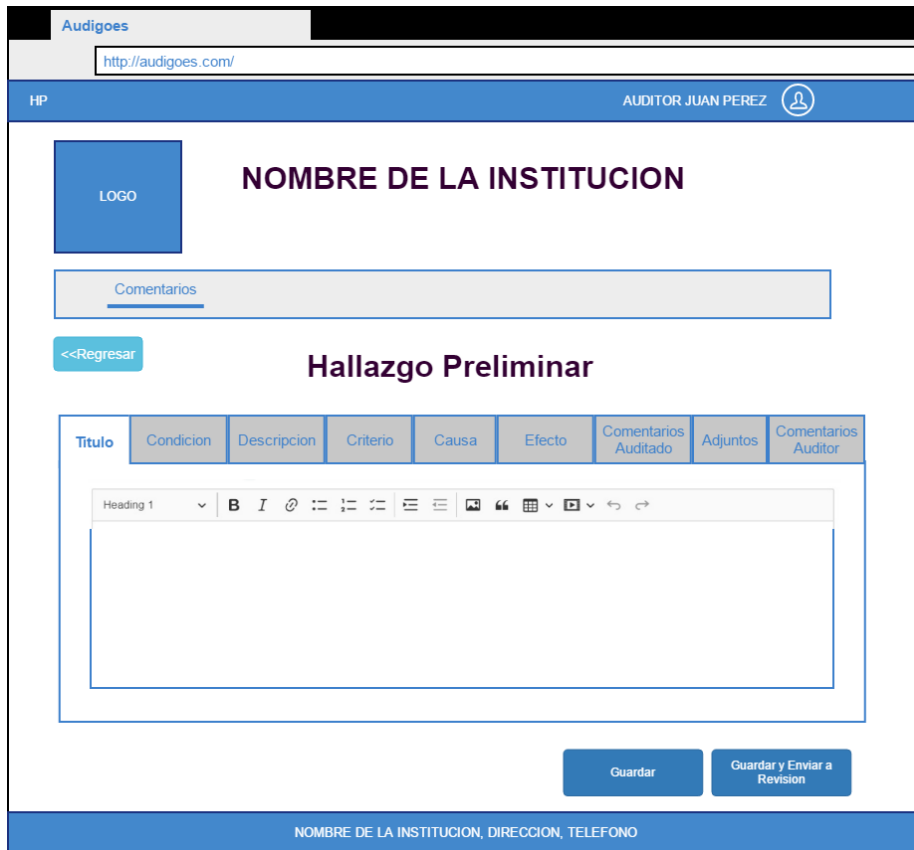 Audigoes
http://audigoes.com/
HP
AUDITOR JUAN PEREZ
LOGO
NOMBRE DE LA INSTITUCION
Comentarios
<<Regresar
Hallazgo Preliminar
Titulo
Condicion
Descripcion
Criterio
Causa
Efecto
Comentarios
Auditado
Adjuntos
Comentarios
Auditor
Heading 1
Guardar
Guardar y Enviar a
Revision
NOMBRE DE LA INSTITUCION, DIRECCION, TELEFONO